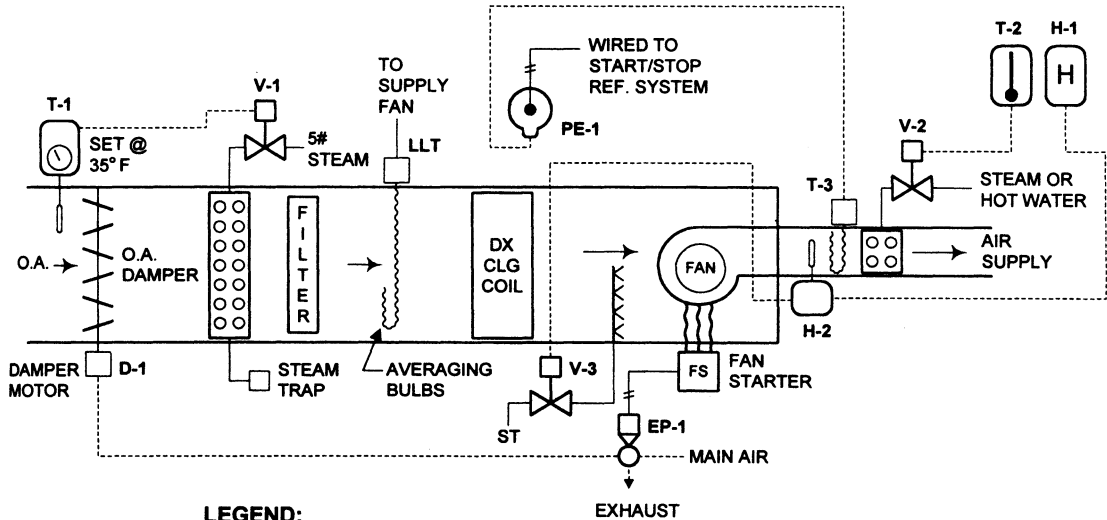 T-2
H-1
WIRED TO
START/STOP
REF. SYSTEM
PE-1
TO
SUPPLY
FAN
V-1
T-1
SET @
35° F
5#
STEAM
LLT
H
V-2
STEAM OR
HOT WATER
T-3
O.A.
O.A.
DAMPER
FILTER
DX
CLG
COIL
FAN
AIR
SUPPLY
H-2
DAMPER
MOTOR
D-1
STEAM
TRAP
AVERAGING
BULBS
V-3
ST
FS
FAN
STARTER
EP-1
MAIN AIR
EXHAUST
LEGEND: